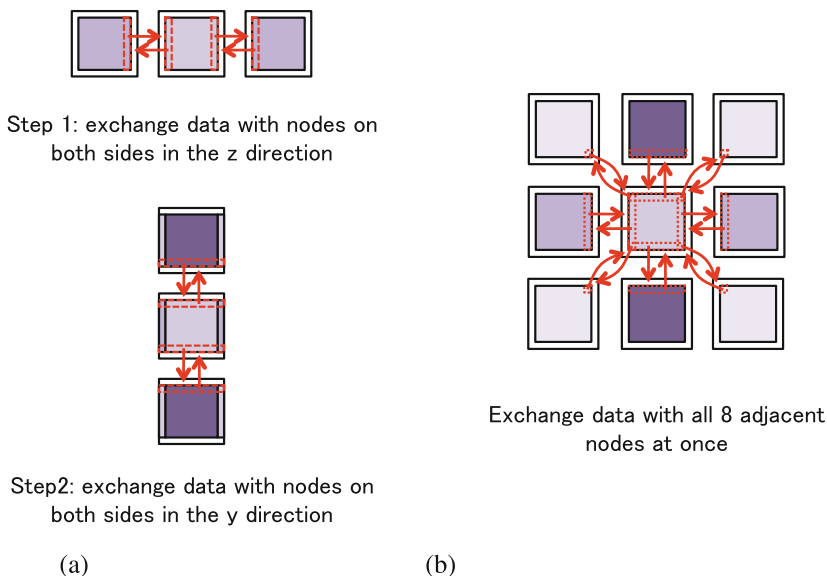 Step 1: exchange data with nodes on
both sides in the z direction
Step2: exchange data with nodes on
both sides in the y direction
(a)
Exchange data with all 8 adjacent
nodes at once
(b)